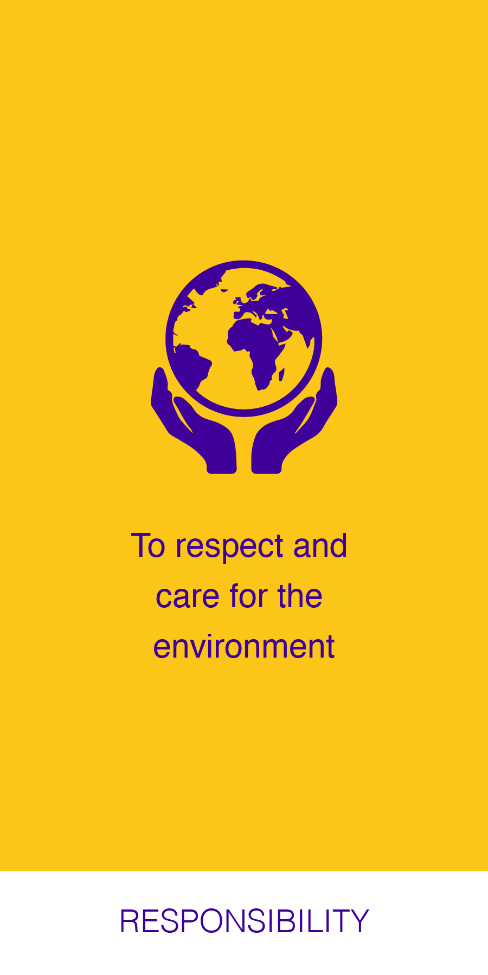 To respect and
care for the
environment
RESPONSIBILITY